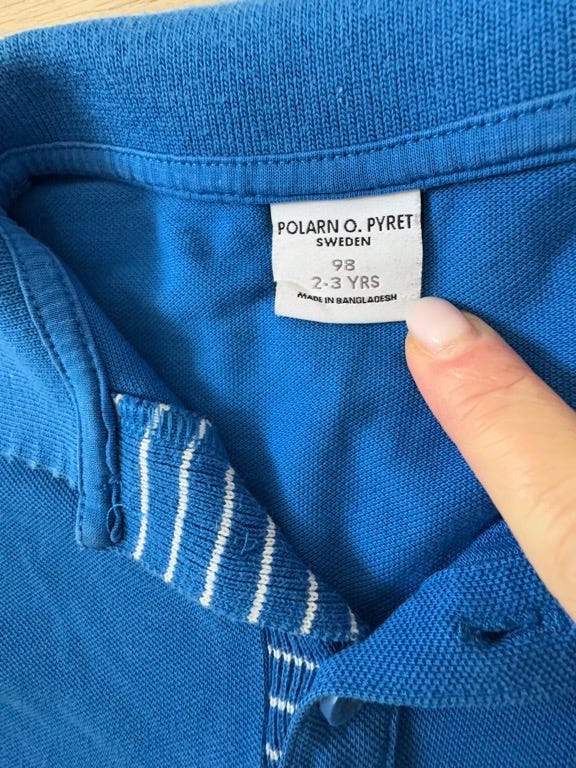 POLARN O. PYRET
SWEDEN
98
2-3 YRS
MADE IN BANGLADESH